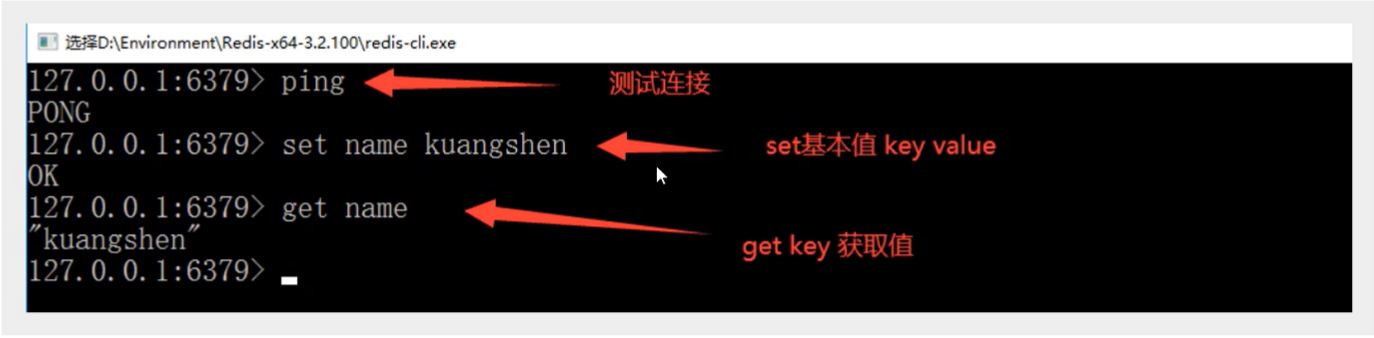 选择D:\Environment\Redis-x64-3.2.100\redis-cli.exe
127.0.0.1:6379> ping 测试连接
PONG
127.0.0.1:6379> set name kuangshen set基本值 key value
OK
127.0.0.1:6379> get name
"kuangshen" get key 获取值
127.0.0.1:6379>